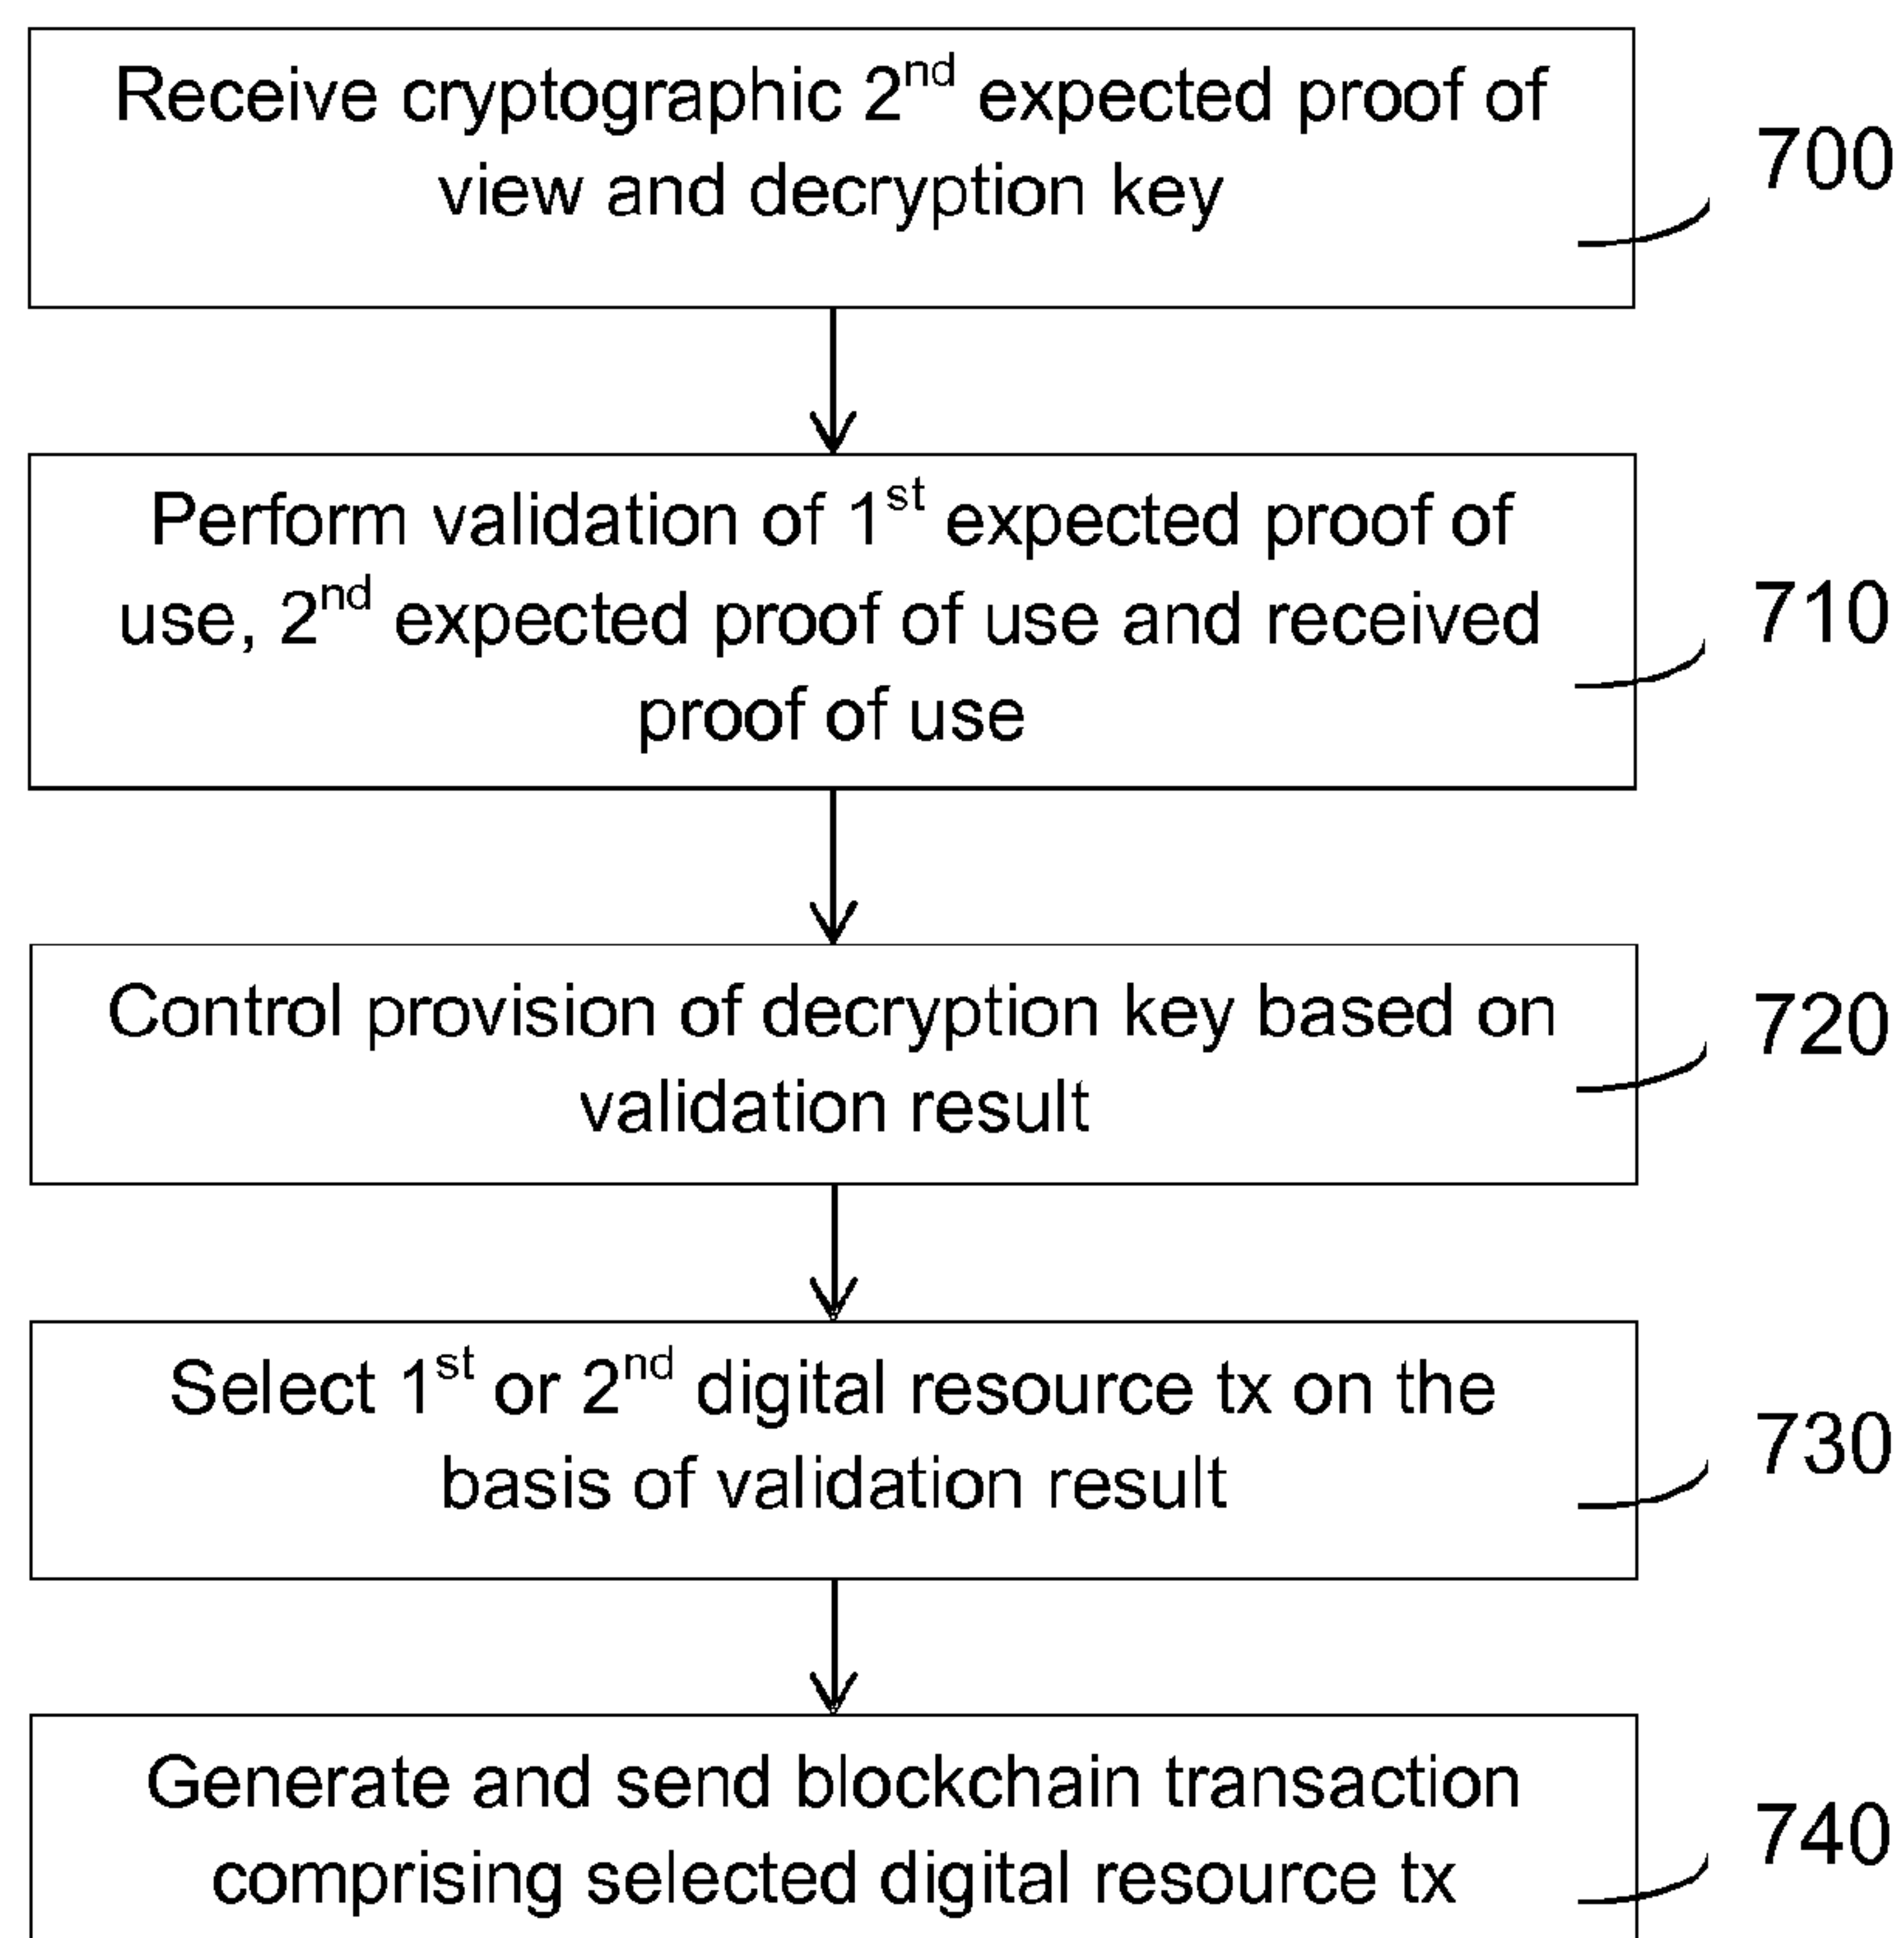 Receive cryptographic 2nd expected proof of
view and decryption key
700
Perform validation of 1st expected proof of
use, 2nd expected proof of use and received
proof of use
710
Control provision of decryption key based on
validation result
720
Select 1st or 2nd digital resource tx on the
basis of validation result
730
Generate and send blockchain transaction
comprising selected digital resource tx
740